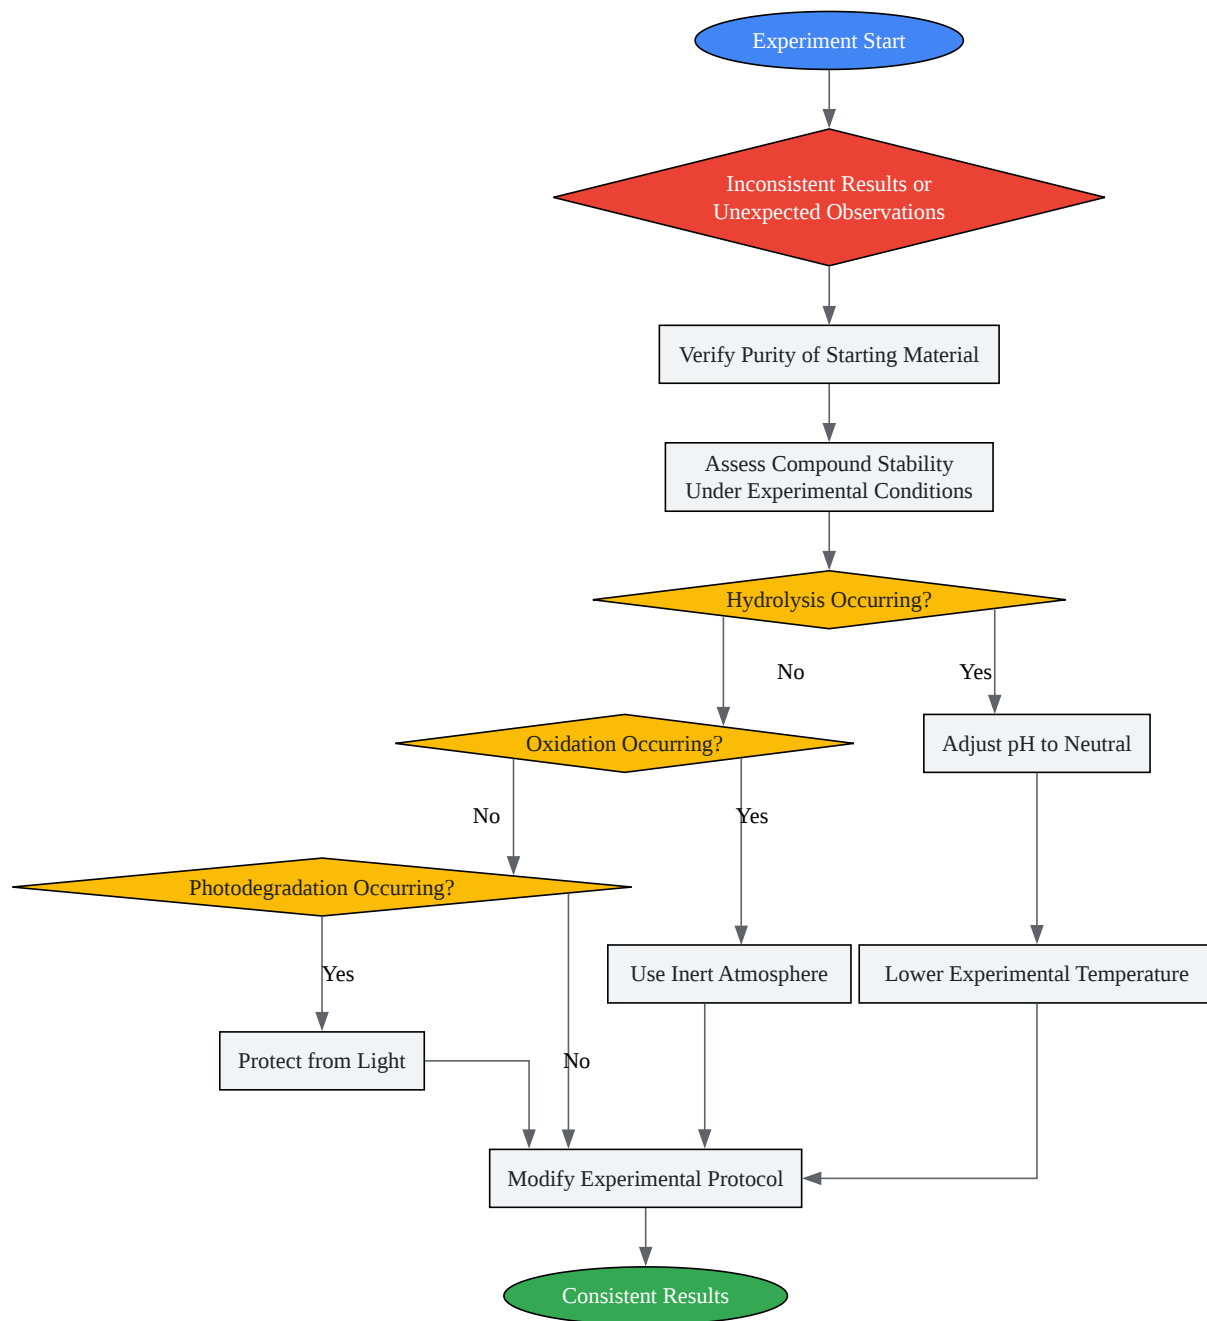 Experiment Start
Inconsistent Results or
Unexpected Observations
Verify Purity of Starting Material
Assess Compound Stability
Under Experimental Conditions
Hydrolysis Occurring?
No
Yes
Oxidation Occurring?
Adjust pH to Neutral
No
Yes
Photodegradation Occurring?
Yes
Use Inert Atmosphere
Lower Experimental Temperature
Protect from Light
No
Modify Experimental Protocol
Consistent Results